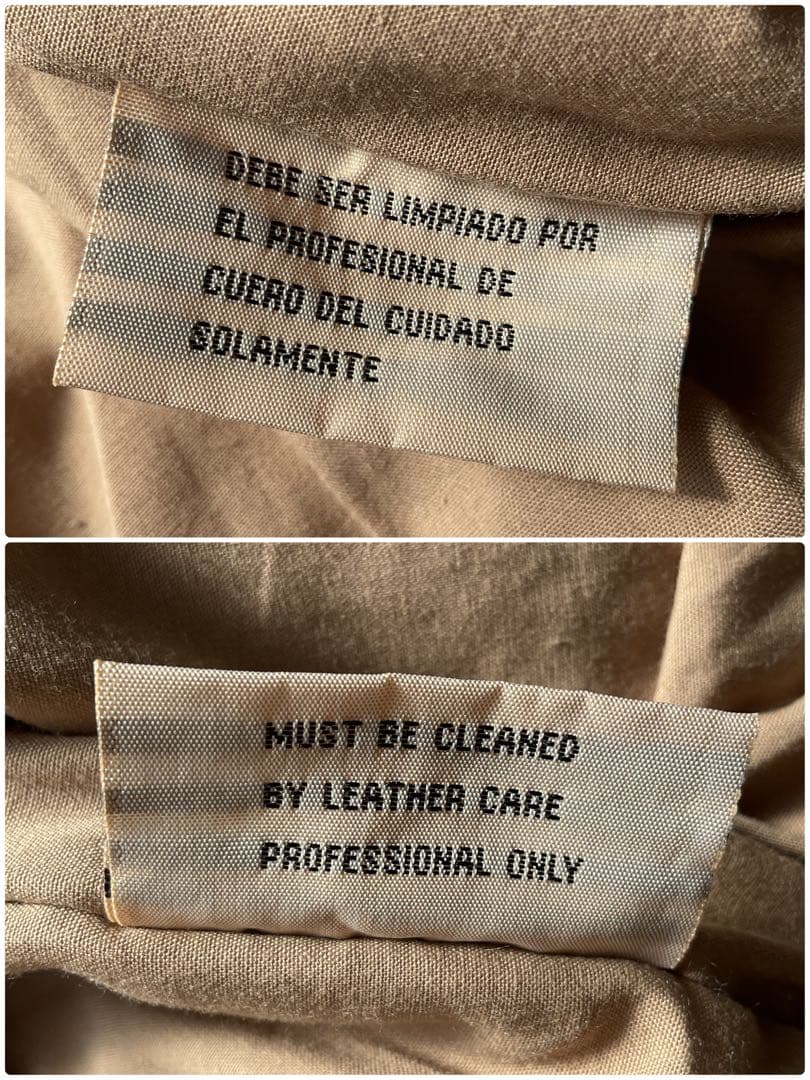 DEBE SER LIMPIADO POR
EL PROFESIONAL DE
CUERO DEL CUIDADO
SOLAMENTE
MUST BE CLEANED
BY LEATHER CARE
PROFESSIONAL ONLY